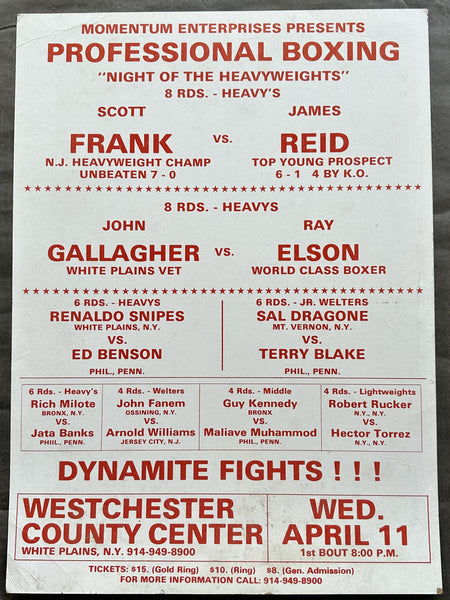 MOMENTUM ENTERPRISES PRESENTS
PROFESSIONAL BOXING
"NIGHT OF THE HEAVYWEIGHTS"
8 RDS. - HEAVY'S
SCOTT
FRANK
N.J. HEAVYWEIGHT CHAMP
UNBEATEN 7 - 0
VS.
JAMES
REID
TOP YOUNG PROSPECT
6 - 1 4 BY K.O.
8 RDS. - HEAVYS
JOHN
GALLAGHER
WHITE PLAINS VET
VS.
RAY
ELSON
WORLD CLASS BOXER
6 RDS. - HEAVYS
RENALDO SNIPES
WHITE PLAINS, N.Y.
VS.
ED BENSON
PHIL., PENN.
6 RDS. - JR. WELTERS
SAL DRAGONE
MT. VERNON, N.Y.
VS.
TERRY BLAKE
PHIL., PENN.
6 Rds. - Heavy's
Rich Milote
BRONX, N.Y.
VS.
Jata Banks
PHIIL., PENN.
4 Rds. - Welters
John Fanem
OSSINING, N.Y.
VS.
Arnold Williams
JERSEY CITY, N.J.
4 Rds. - Middle
Guy Kennedy
BRONX
VS.
Maliave Muhammod
PHIL., PENN.
4 Rds. - Lightweights
Robert Rucker
N.Y., N.Y.
VS.
Hector Torrez
N.Y., N.Y.
DYNAMITE FIGHTS ! ! !
WESTCHESTER
COUNTY CENTER
WHITE PLAINS, N.Y. 914-949-8900
WED.
APRIL 11
1st BOUT 8:00 P.M.
TICKETS: $15. (Gold Ring) $10. (Ring) $8. (Gen. Admission)
FOR MORE INFORMATION CALL: 914-949-8900